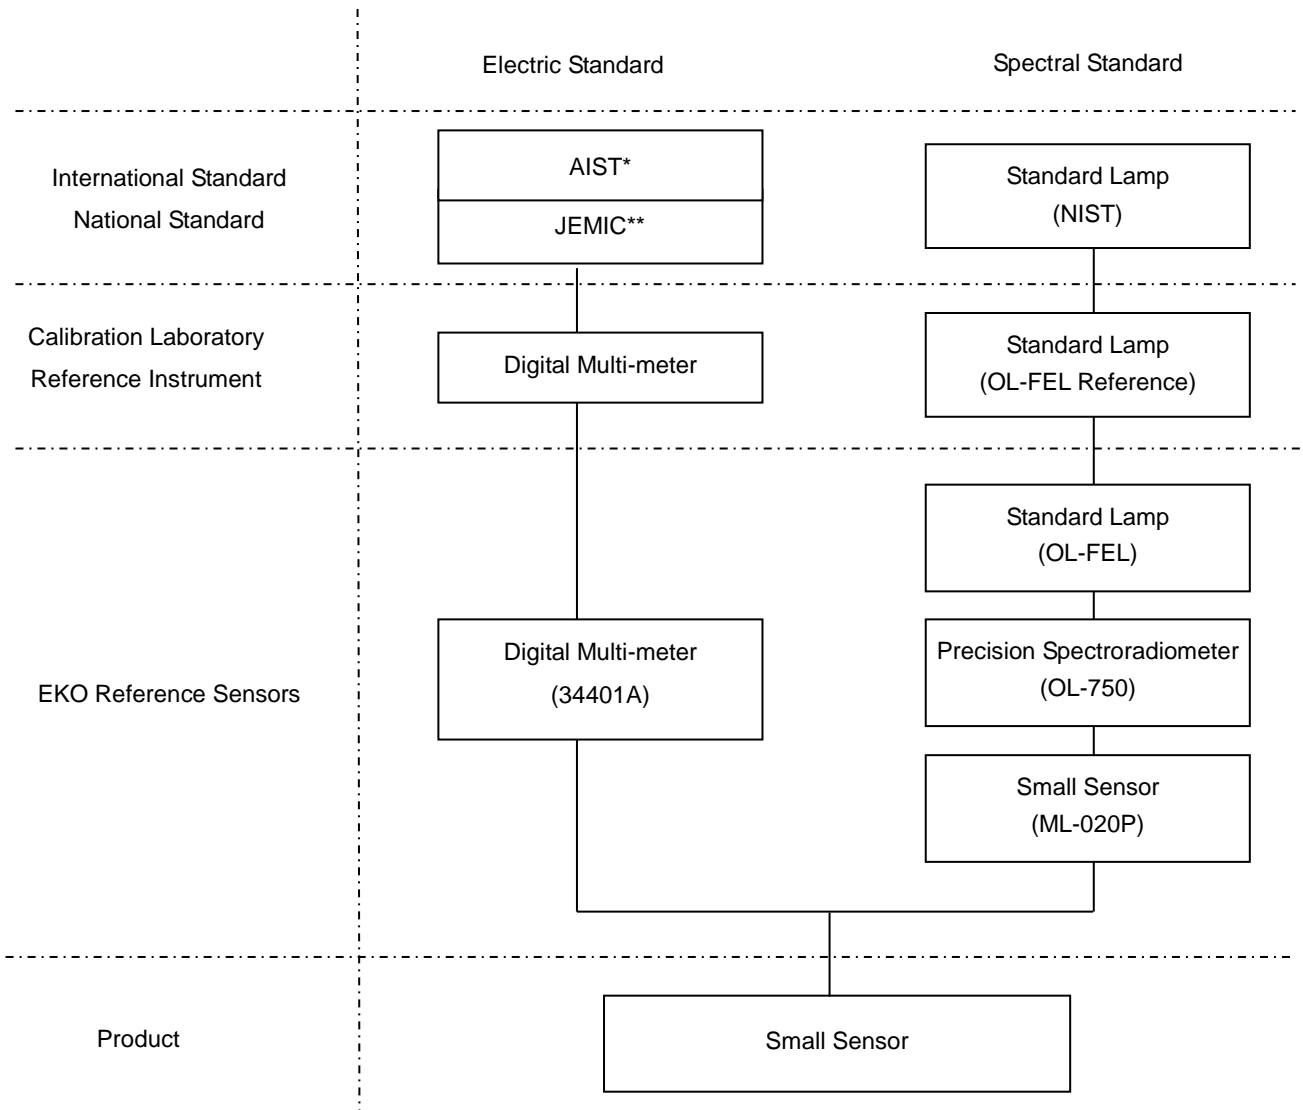 Electric Standard
Spectral Standard
International Standard
National Standard
AIST*
JEMIC**
Standard Lamp
(NIST)
Calibration Laboratory
Reference Instrument
Digital Multi-meter
Standard Lamp
(OL-FEL Reference)
EKO Reference Sensors
Digital Multi-meter
(34401A)
Standard Lamp
(OL-FEL)
Precision Spectroradiometer
(OL-750)
Small Sensor
(ML-020P)
Product
Small Sensor